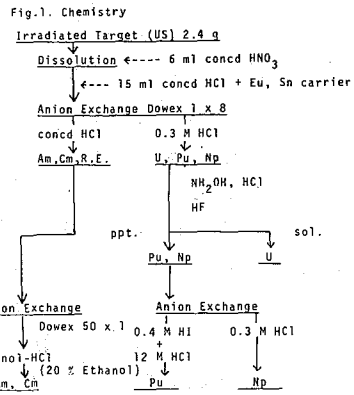 Fig.1. Chemistry
Irradiated Target (US) 2.4 g
Dissolution <---- 6 ml concd HNO3
<--- 15 ml concd HCl + Eu, Sn carrier
Anion Exchange Dowex 1 x 8
concd HCl 0.3 M HCl
Am,Cm,R.E. U, Pu, Np
NH2OH, HCl
HF
ppt. sol.
Pu, Np U
on Exchange Anion Exchange
Dowex 50 x 1 0.4 M HI 0.3 M HCl
+
nol-HCl 12 M HCl
(20 % Ethanol)
m, Cm Pu Np